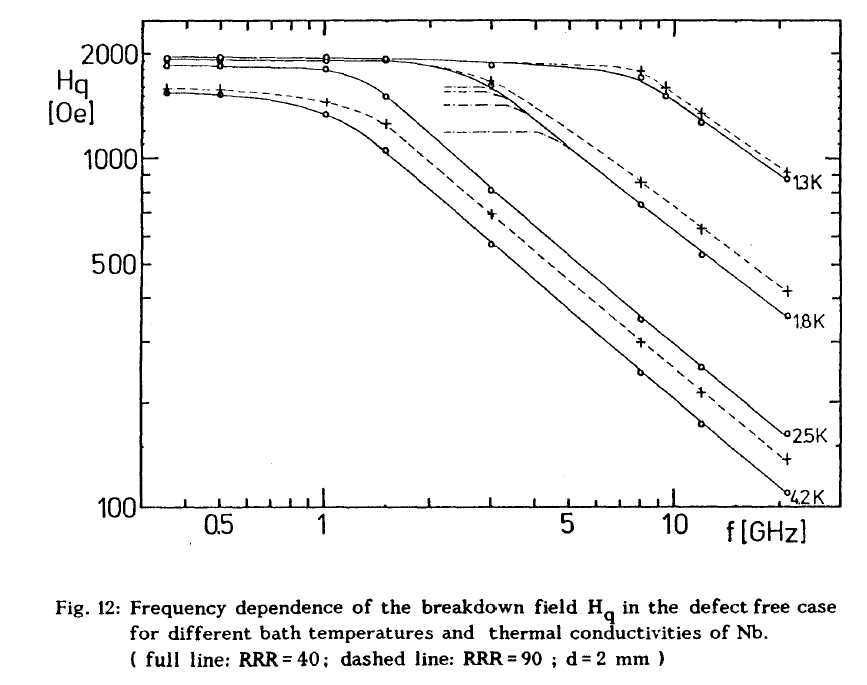 2000
Hq
[Oe]
1000
500
100
0.5
1
5
10
f [GHz]
1.3K
1.8K
2.5K
4.2K
Fig. 12: Frequency dependence of the breakdown field Hq in the defect free case
for different bath temperatures and thermal conductivities of Nb.
( full line: RRR = 40; dashed line: RRR = 90 ; d = 2 mm )